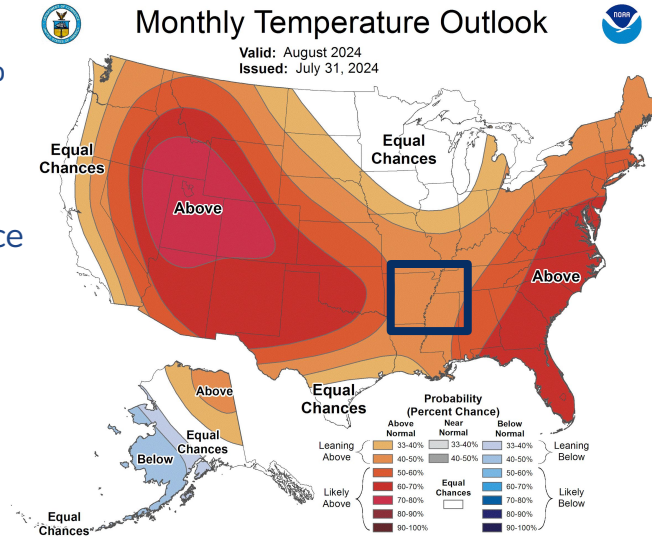 Monthly Temperature Outlook
NOAA
Valid: August 2024
Issued: July 31, 2024
ce
Equal
Chances
Equal
Chances
Above
Above
Above
Equal
Chances
Below
Equal
Chances
Equal
Chances
Probability
(Percent Chance)
Above
Normal
Near
Normal
Below
Normal
Leaning
Above
33-40%
40-50%
33-40%
40-50%
33-40%
40-50%
Leaning
Below
Likely
Above
50-60%
60-70%
70-80%
80-90%
90-100%
Equal
Chances
50-60%
60-70%
70-80%
80-90%
90-100%
Likely
Below